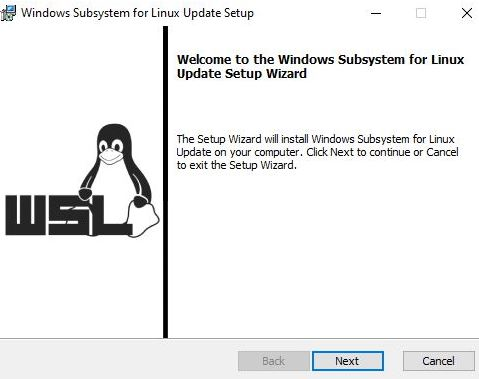 Windows Subsystem for Linux Update Setup
Welcome to the Windows Subsystem for Linux
Update Setup Wizard
The Setup Wizard will install Windows Subsystem for Linux
Update on your computer. Click Next to continue or Cancel
to exit the Setup Wizard.
WSL
Back
Next
Cancel